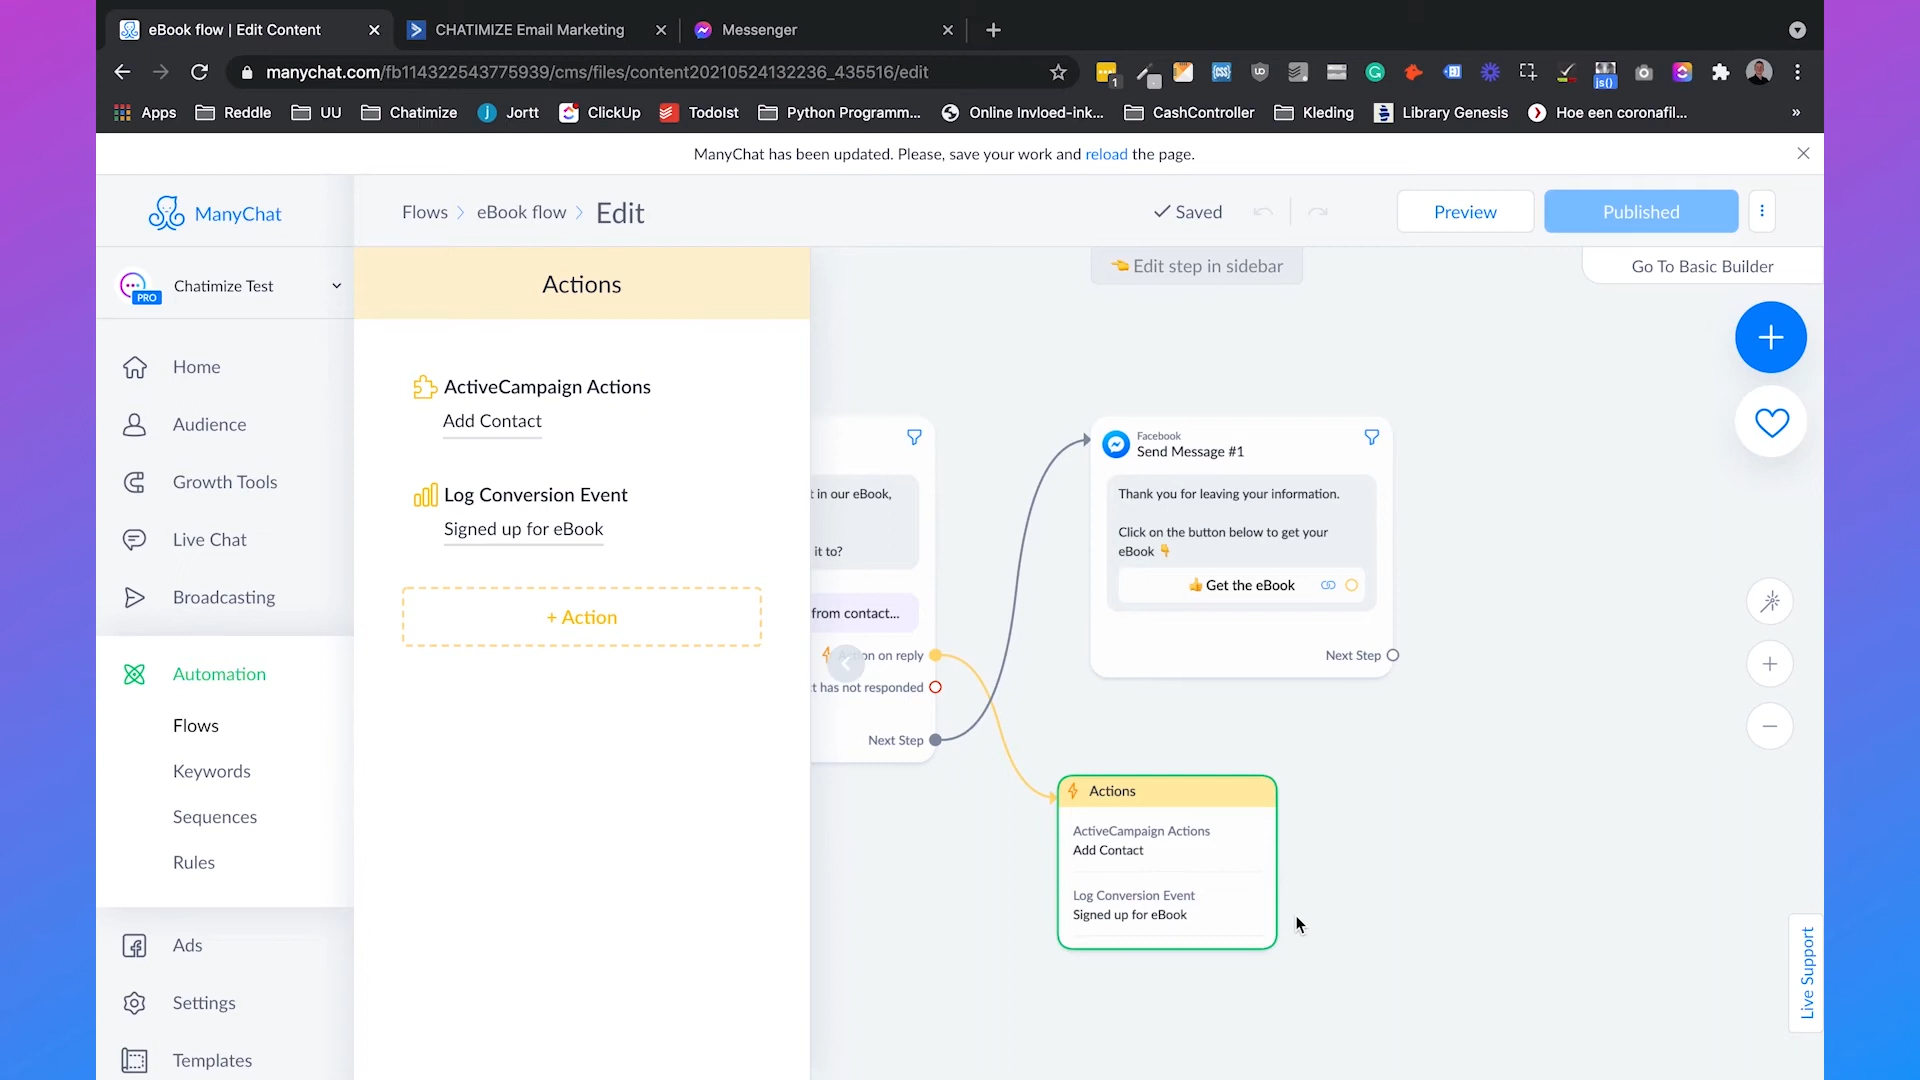 eBook flow | Edit Content
CHATIMIZE Email Marketing
Messenger
manychat.com/fb114322543775939/cms/files/content20210524132236_435516/edit
1
js()
Apps
Reddle
UU
Chatimize
Jortt
ClickUp
TodoIst
Python Programm...
Online Invloed-ink...
CashController
Kleding
Library Genesis
Hoe een coronafil...
»
ManyChat has been updated. Please, save your work and reload the page.
ManyChat
Flows
eBook flow
Edit
Saved
Preview
Published
Chatimize Test
PRO
Home
Audience
Growth Tools
Live Chat
Broadcasting
Automation
Flows
Keywords
Sequences
Rules
Ads
Settings
Templates
Actions
ActiveCampaign Actions
Add Contact
Log Conversion Event
Signed up for eBook
+ Action
Edit step in sidebar
Go To Basic Builder
t in our eBook,
it to?
from contact...
on reply
t has not responded
Next Step
Facebook
Send Message #1
Thank you for leaving your information.
Click on the button below to get your
eBook 👇
👍 Get the eBook
Next Step
Actions
ActiveCampaign Actions
Add Contact
Log Conversion Event
Signed up for eBook
Live Support